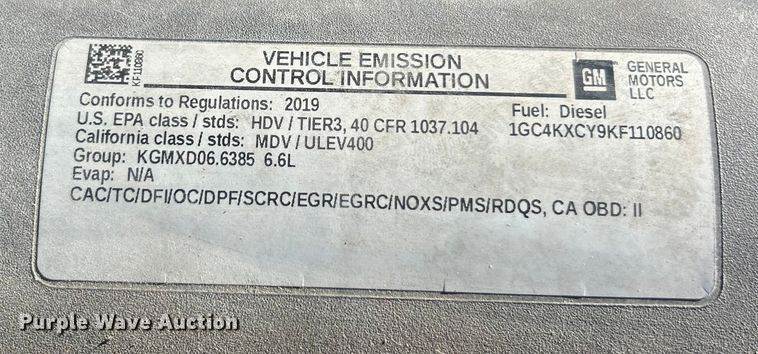 KF110860
VEHICLE EMISSION
CONTROL INFORMATION
GM
GENERAL
MOTORS
LLC
Conforms to Regulations: 2019
Fuel: Diesel
U.S. EPA class / stds: HDV / TIER3, 40 CFR 1037.104
1GC4KXCY9KF110860
California class / stds: MDV / ULEV400
Group: KGMXD06.6385 6.6L
Evap: N/A
CAC/TC/DFI/OC/DPF/SCRC/EGR/EGRC/NOXS/PMS/RDQS, CA OBD: II
Purple Wave Auction